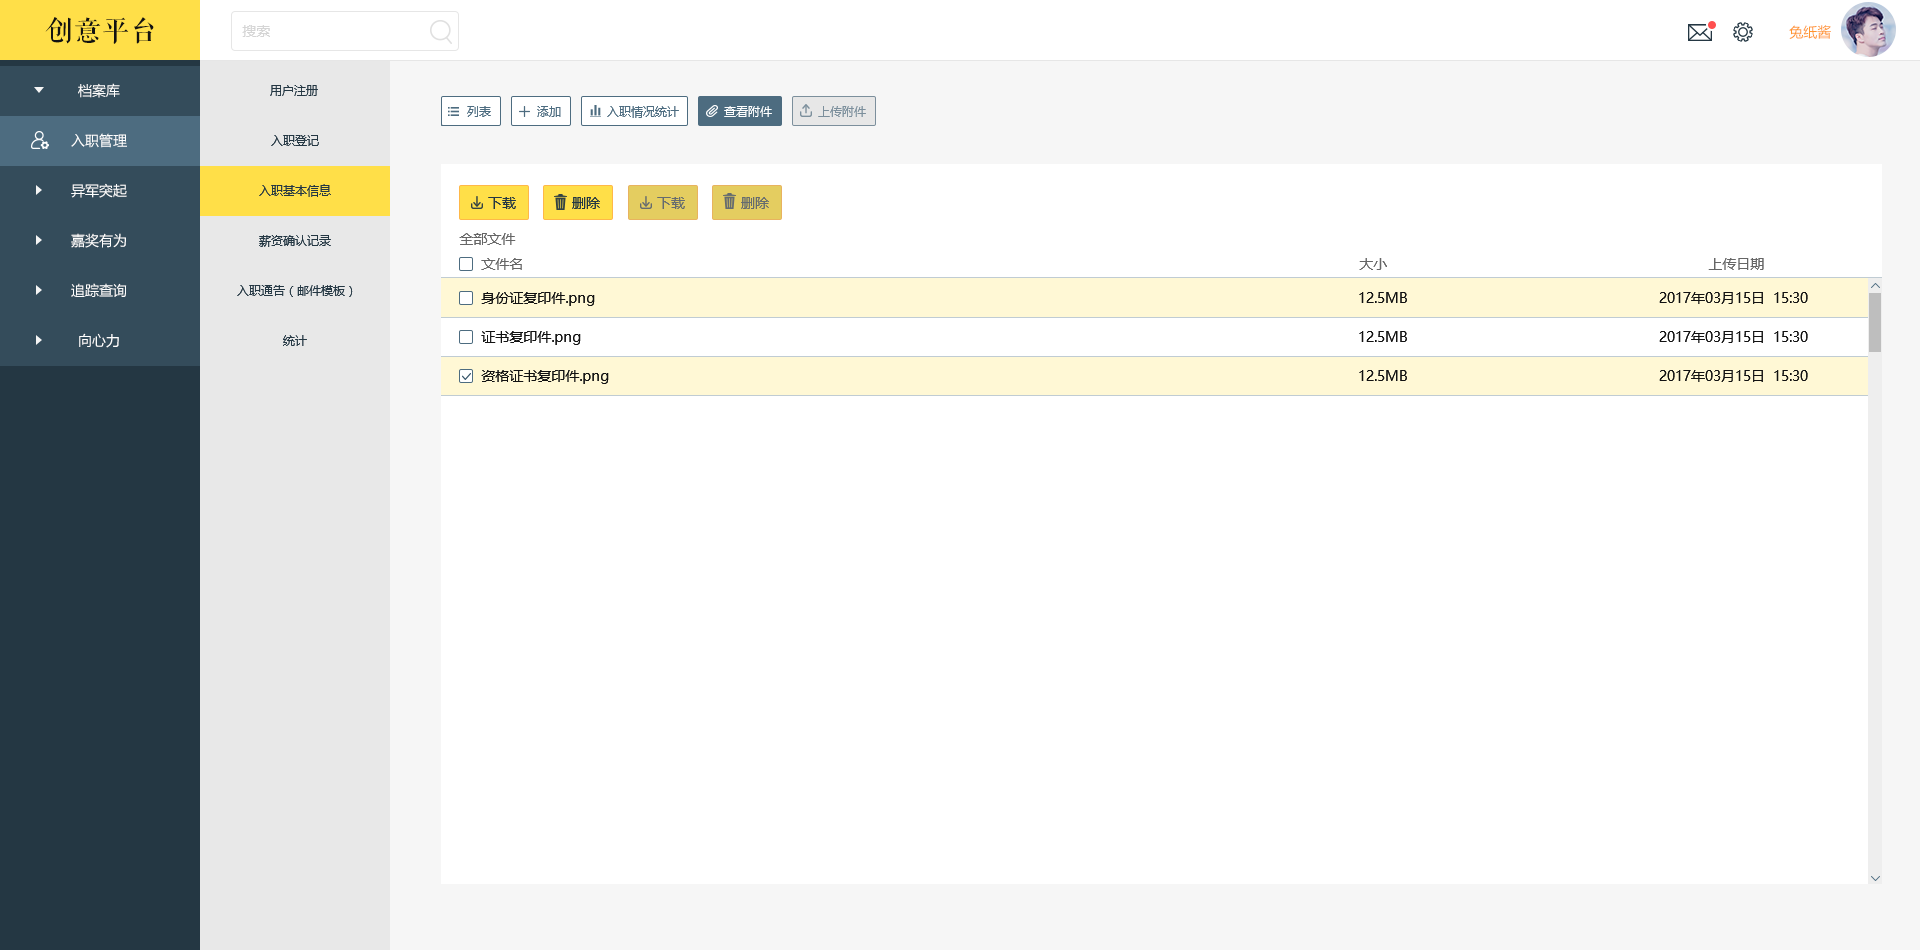 创意平台
搜索
兔纸酱
档案库
入职管理
异军突起
嘉奖有为
追踪查询
向心力
用户注册
入职登记
入职基本信息
薪资确认记录
入职通告（邮件模板）
统计
列表 添加 入职情况统计 查看附件 上传附件
下载 删除 下载 删除
全部文件
文件名 大小 上传日期
身份证复印件.png 12.5MB 2017年03月15日 15:30
证书复印件.png 12.5MB 2017年03月15日 15:30
资格证书复印件.png 12.5MB 2017年03月15日 15:30